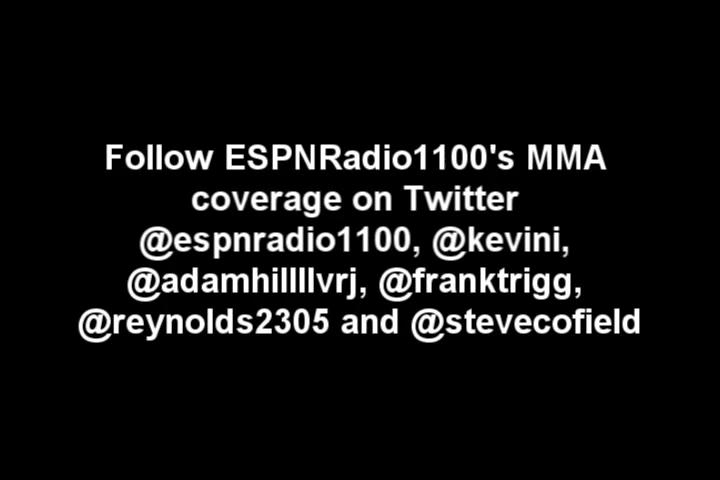 Follow ESPNRadio1100's MMA
coverage on Twitter
@espnradio1100, @kevini,
@adamhillllvrj, @franktrigg,
@reynolds2305 and @stevecofield